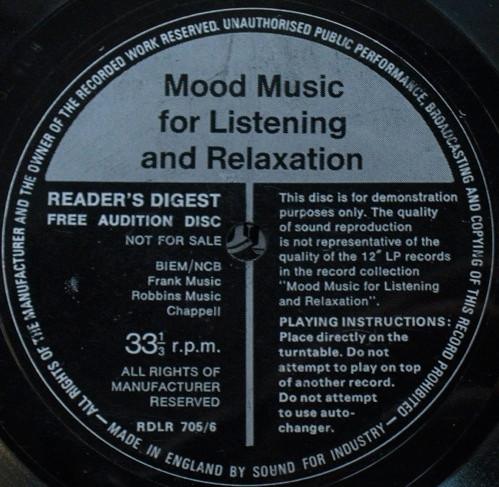 ALL RIGHTS OF THE MANUFACTURER AND THE OWNER OF THE RECORDED WORK RESERVED. UNAUTHORISED PUBLIC PERFORMANCE, BROADCASTING AND COPYING OF THIS RECORD PROHIBITED —
Mood Music
for Listening
and Relaxation
READER'S DIGEST
FREE AUDITION DISC
NOT FOR SALE
BIEM/NCB
Frank Music
Robbins Music
Chappell
33⅓ r.p.m.
ALL RIGHTS OF
MANUFACTURER
RESERVED
RDLR 705/6
This disc is for demonstration
purposes only. The quality
of sound reproduction
is not representative of the
quality of the 12″ LP records
in the record collection
"Mood Music for Listening
and Relaxation".
PLAYING INSTRUCTIONS:
Place directly on the
turntable. Do not
attempt to play on top
of another record.
Do not attempt
to use auto-
changer.
— MADE IN ENGLAND BY SOUND FOR INDUSTRY —